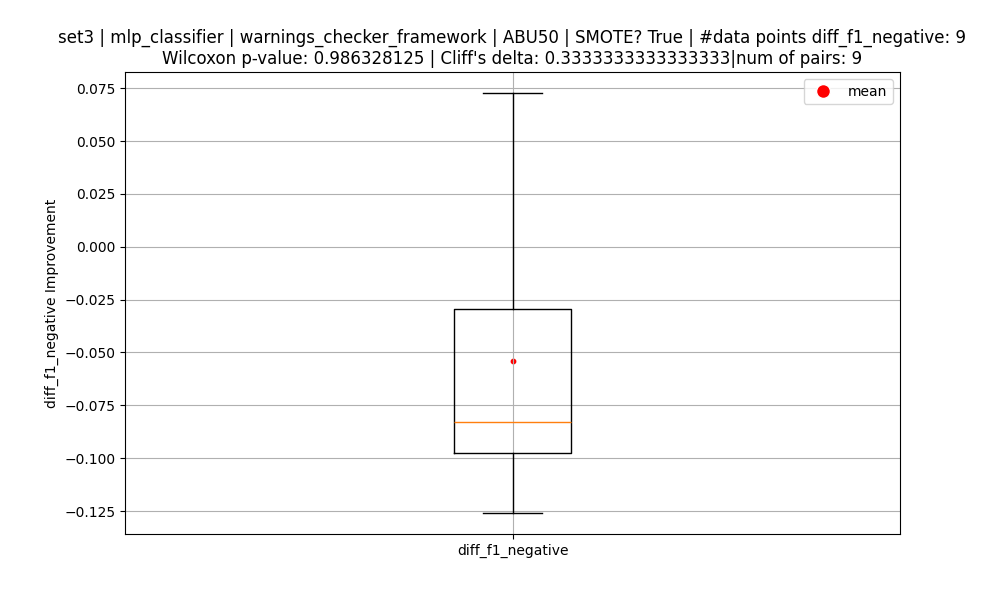 set3 | mlp_classifier | warnings_checker_framework | ABU50 | SMOTE? True | #data points diff_f1_negative: 9
Wilcoxon p-value: 0.986328125 | Cliff's delta: 0.3333333333333333|num of pairs: 9
mean
0.075
0.050
0.025
0.000
−0.025
−0.050
−0.075
−0.100
−0.125
diff_f1_negative Improvement
diff_f1_negative